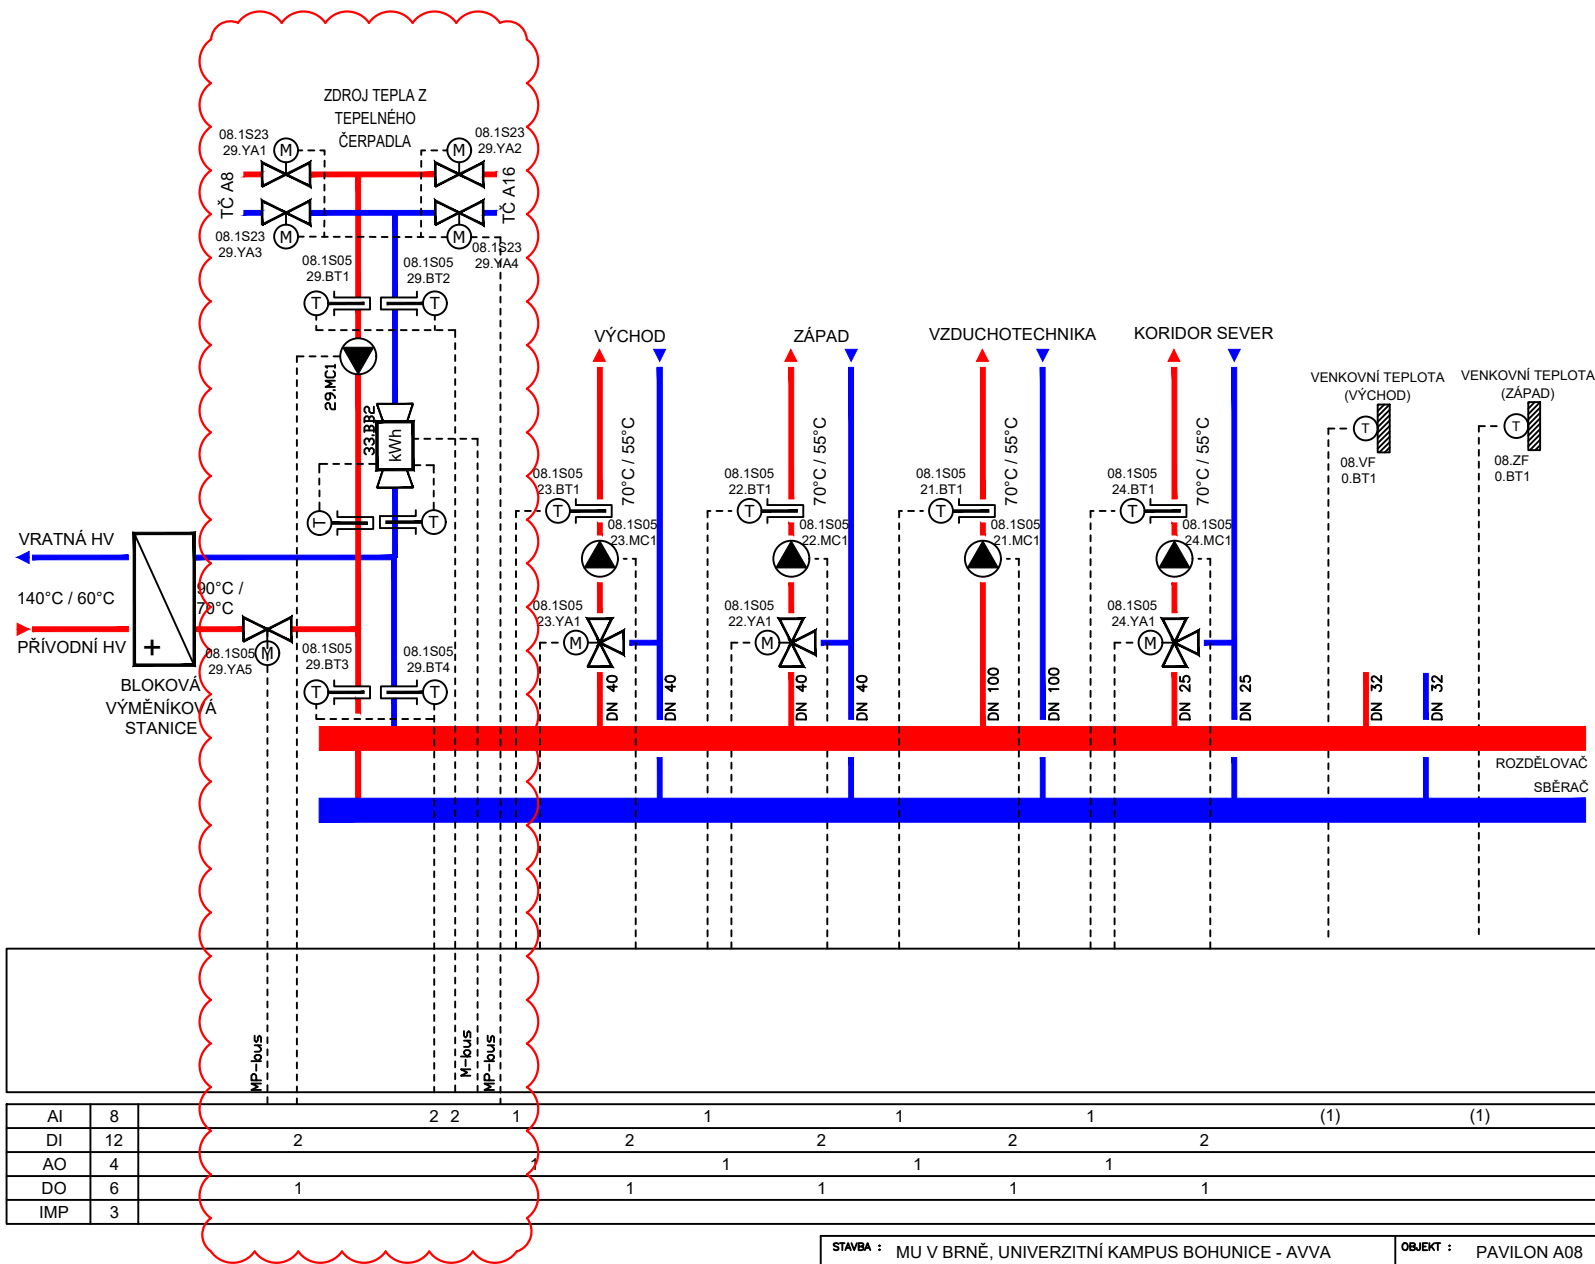 ZDROJ TEPLA Z
TEPELNÉHO
ČERPADLA
08.1S23
29.YA1
M
M
08.1S23
29.YA2
TČ A8
TČ A16
08.1S23
29.YA3
M
M
08.1S23
29.YA4
08.1S05
29.BT1
08.1S05
29.BT2
T
T
29.MC1
33.BB2
kWh
T
T
VÝCHOD
ZÁPAD
VZDUCHOTECHNIKA
KORIDOR SEVER
VENKOVNÍ TEPLOTA
(VÝCHOD)
T
08.VF
0.BT1
VENKOVNÍ TEPLOTA
(ZÁPAD)
T
08.ZF
0.BT1
70°C / 55°C
70°C / 55°C
70°C / 55°C
70°C / 55°C
08.1S05
23.BT1
T
08.1S05
22.BT1
T
08.1S05
21.BT1
T
08.1S05
24.BT1
T
08.1S05
23.MC1
08.1S05
22.MC1
08.1S05
21.MC1
08.1S05
24.MC1
VRATNÁ HV
140°C / 60°C
PŘÍVODNÍ HV
+
90°C /
70°C
08.1S05
29.YA5
M
BLOKOVÁ
VÝMĚNÍKOVÁ
STANICE
08.1S05
29.BT3
T
08.1S05
29.BT4
T
08.1S05
23.YA1
M
08.1S05
22.YA1
M
08.1S05
24.YA1
M
DN 40
DN 40
DN 40
DN 40
DN 100
DN 100
DN 25
DN 25
DN 32
DN 32
ROZDĚLOVAČ
SBĚRAČ
MP-bus
M-bus
MP-bus
AI 8 2 2 1 1 1 1 (1) (1)
DI 12 2 2 2 2 2
AO 4 1 1 1 1
DO 6 1 1 1 1 1
IMP 3
STAVBA : MU V BRNĚ, UNIVERZITNÍ KAMPUS BOHUNICE - AVVA
OBJEKT : PAVILON A08